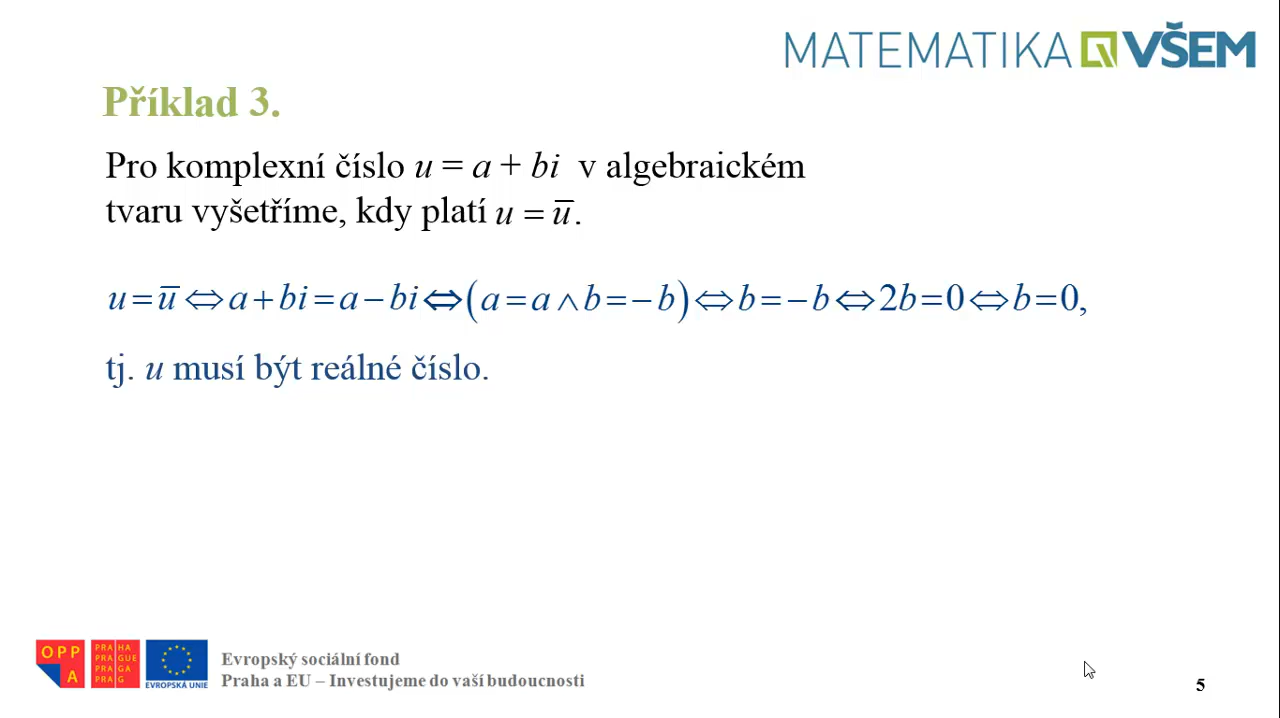 MATEMATIKA VŠEM
Příklad 3.
Pro komplexní číslo u = a + bi v algebraickém
tvaru vyšetříme, kdy platí u = u̅.
u = u̅ ⇔ a + bi = a − bi ⇔ (a = a ∧ b = −b) ⇔ b = −b ⇔ 2b = 0 ⇔ b = 0,
tj. u musí být reálné číslo.
OPP
A
PRA HA
PRA GUE
PRA GA
PRA G
EVROPSKÁ UNIE
Evropský sociální fond
Praha a EU – Investujeme do vaší budoucnosti
5